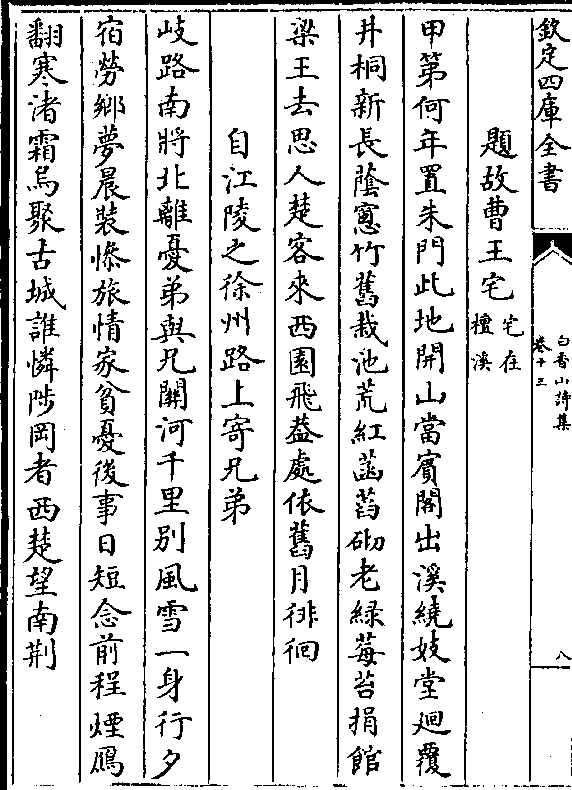 欽定四庫全書
白香山詩集
卷十三
八
題故曹王宅宅在檀溪
甲第何年置朱門此地開山當賓閣出溪繞妓堂廻覆
井桐新長蔭窓竹舊栽池荒紅菡萏砌老緑莓苔捐館
梁王去思人楚客來西園飛葢處依舊月徘徊
自江陵之徐州路上寄兄弟
岐路南將北離憂弟與兄關河千里别風雪一身行夕
宿勞鄉夢晨裝慘旅情家貧憂後事日短念前程煙鴈
翻寒渚霜烏聚古城誰憐陟岡者西楚望南荆